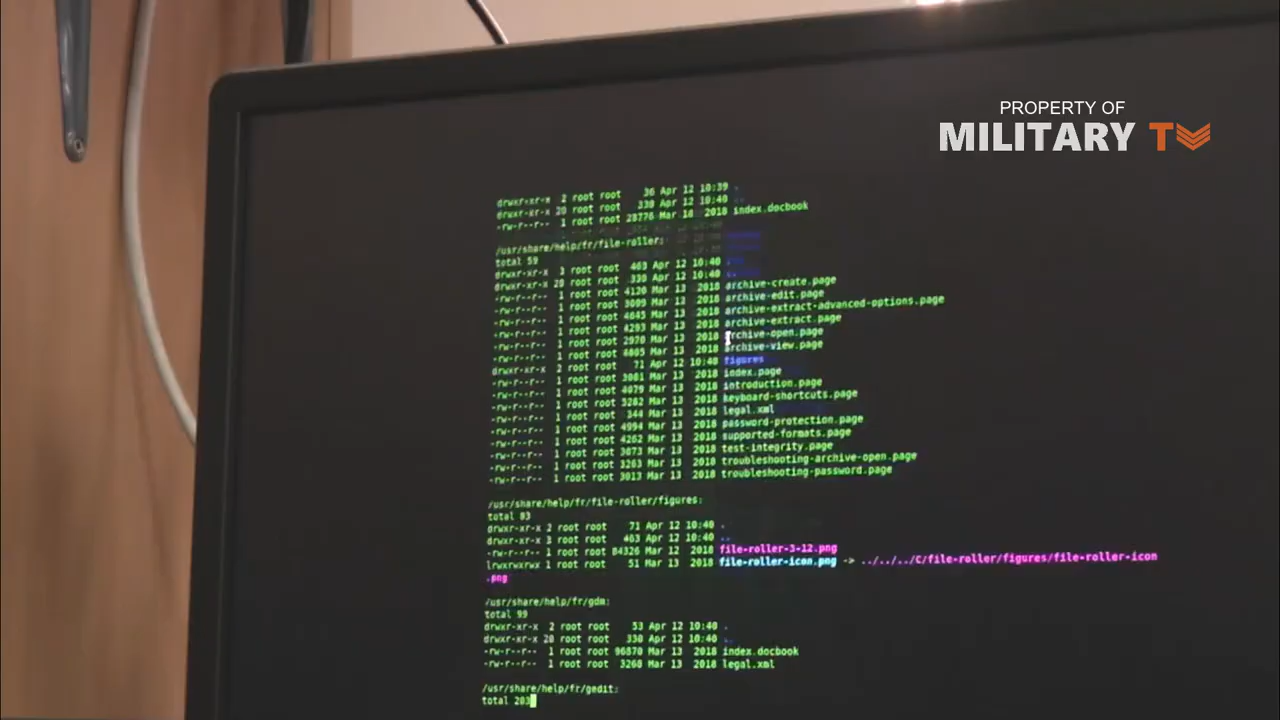 PROPERTY OF
MILITARY TV
drwxr-xr-x 2 root root 36 Apr 12 10:39 .
drwxr-xr-x 20 root root 330 Apr 12 10:40 ..
-rw-r--r-- 1 root root 28776 Mar 2018 index.docbook
/usr/share/help/fr/file-roller:
total 59
drwxr-xr-x 3 root root 463 Apr 12 10:40 .
drwxr-xr-x 20 root root 330 Apr 12 10:40 ..
-rw-r--r-- 1 root root 4120 Mar 13 2018 archive-create.page
-rw-r--r-- 1 root root 3009 Mar 13 2018 archive-edit.page
-rw-r--r-- 1 root root 4645 Mar 13 2018 archive-extract-advanced-options.page
-rw-r--r-- 1 root root 4293 Mar 13 2018 archive-extract.page
-rw-r--r-- 1 root root 2970 Mar 13 2018 archive-open.page
-rw-r--r-- 1 root root Mar 13 2018 archive-view.page
drwxr-xr-x 2 root root 71 Apr 12 10:40 figures
-rw-r--r-- 1 root root 3081 Mar 13 2018 index.page
-rw-r--r-- 1 root root 4079 Mar 13 2018 introduction.page
-rw-r--r-- 1 root root 3282 Mar 13 2018 keyboard-shortcuts.page
-rw-r--r-- 1 root root 344 Mar 13 2018 legal.xml
-rw-r--r-- 1 root root 4994 Mar 13 2018 password-protection.page
-rw-r--r-- 1 root root 4262 Mar 13 2018 supported-formats.page
-rw-r--r-- 1 root root 3073 Mar 13 2018 test-integrity.page
-rw-r--r-- 1 root root 3263 Mar 13 2018 troubleshooting-archive-open.page
-rw-r--r-- 1 root root 3013 Mar 13 2018 troubleshooting-password.page
/usr/share/help/fr/file-roller/figures:
total 83
drwxr-xr-x 2 root root 71 Apr 12 10:40 .
drwxr-xr-x 3 root root 463 Apr 12 10:40 ..
-rw-r--r-- 1 root root 84326 Mar 12 2018 file-roller-3-12.png
lrwxrwxrwx 1 root root 51 Mar 13 2018 file-roller-icon.png -> ../../../C/file-roller/figures/file-roller-icon
.png
/usr/share/help/fr/gdm:
total 99
drwxr-xr-x 2 root root 53 Apr 12 10:40 .
drwxr-xr-x 20 root root 330 Apr 12 10:40 ..
-rw-r--r-- 1 root root 96870 Mar 13 2018 index.docbook
-rw-r--r-- 1 root root 3268 Mar 13 2018 legal.xml
/usr/share/help/fr/gedit:
total 203